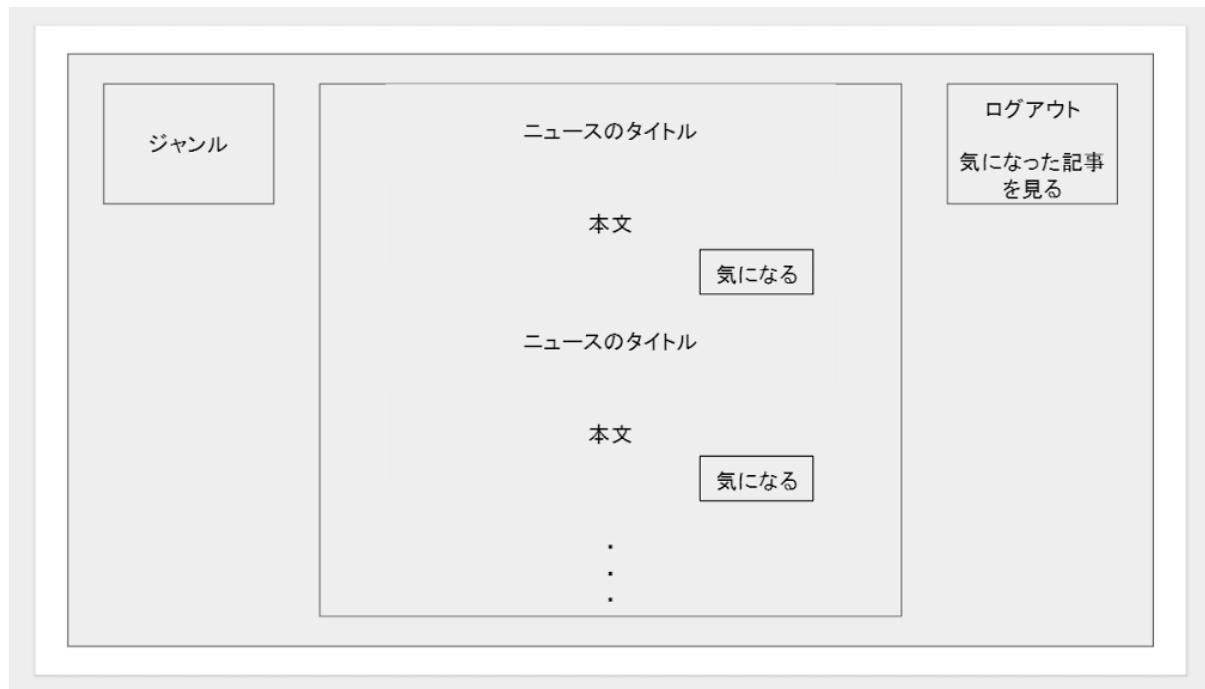 ジャンル
ニュースのタイトル
本文
気になる
ニュースのタイトル
本文
気になる
・
・
・
ログアウト
気になった記事
を見る